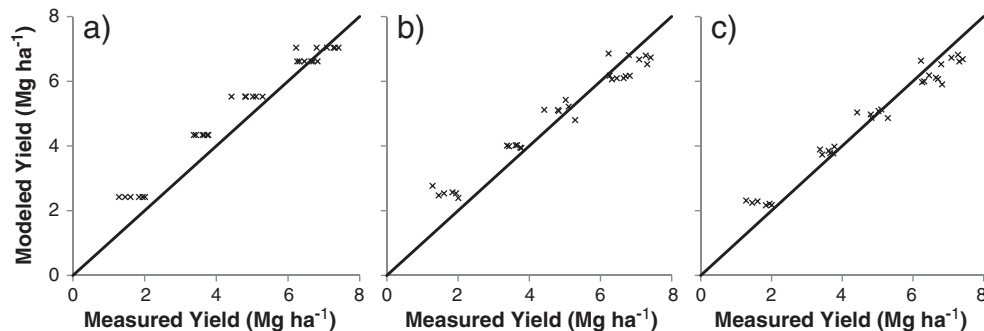 a)
b)
c)
Modeled Yield (Mg ha⁻¹)
8
6
4
2
0
0 2 4 6 8
0 2 4 6 8
0 2 4 6 8
Measured Yield (Mg ha⁻¹)
Measured Yield (Mg ha⁻¹)
Measured Yield (Mg ha⁻¹)